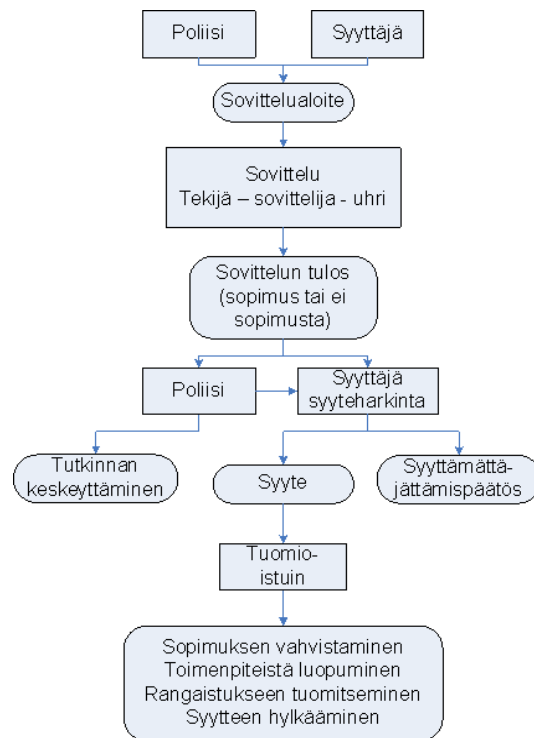 Poliisi
Syyttäjä
Sovittelualoite
Sovittelu
Tekijä – sovittelija - uhri
Sovittelun tulos
(sopimus tai ei
sopimusta)
Poliisi
Syyttäjä
syyteharkinta
Tutkinnan
keskeyttäminen
Syyte
Syyttämättä-
jättämispäätös
Tuomio-
istuin
Sopimuksen vahvistaminen
Toimenpiteistä luopuminen
Rangaistukseen tuomitseminen
Syytteen hylkääminen